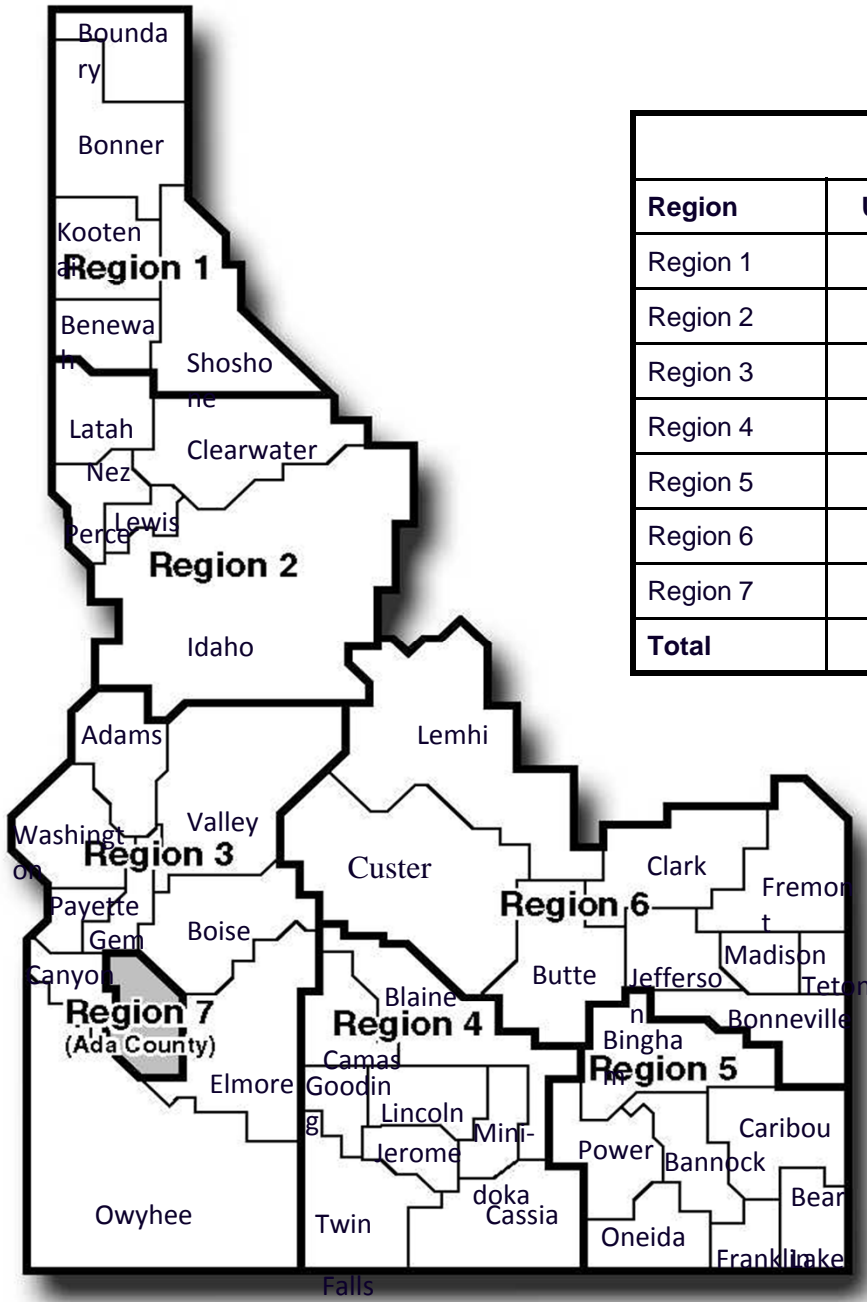 Bounda
ry
Bonner
Kooten
ai
Region 1
Benewa
h
Shosho
ne
Latah
Clearwater
Nez
Perce
Lewis
Region 2
Idaho
Adams
Lemhi
Washingt
on
Valley
Region 3
Custer
Clark
Fremon
t
Payette
Region 6
Gem
Boise
Madison
Canyon
Butte
Jefferso
n
Teton
Blaine
Region 7
(Ada County)
Region 4
Bonneville
Bingha
m
Camas
Region 5
Elmore
Goodin
g
Lincoln
Mini-
doka
Jerome
Caribou
Power
Bannock
Owyhee
Twin
Falls
Cassia
Oneida
Bear
Lake
Franklin
Region
Region 1
Region 2
Region 3
Region 4
Region 5
Region 6
Region 7
Total